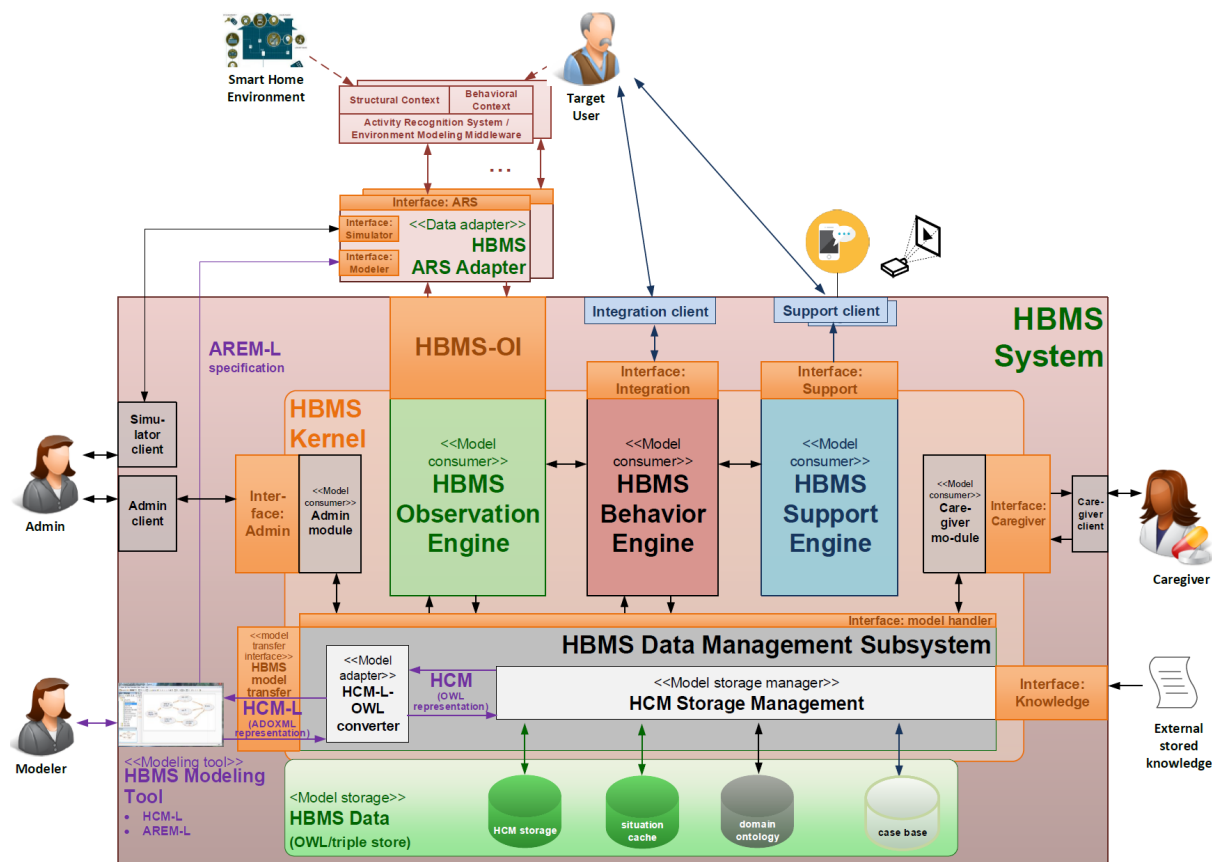 Smart Home
Environment
Target
User
Structural Context
Behavioral
Context
Activity Recognition System /
Environment Modeling Middleware
...
Interface: ARS
Interface:
Simulator
<<Data adapter>>
HBMS
ARS Adapter
Interface:
Modeler
Integration client
Support client
HBMS
System
HBMS-OI
AREM-L
specification
Interface:
Integration
Interface:
Support
HBMS
Kernel
Simu-
lator
client
Admin
client
Admin
Inter-
face:
Admin
<<Model
consumer>>
Admin
module
<<Model
consumer>>
HBMS
Observation
Engine
<<Model
consumer>>
HBMS
Behavior
Engine
<<Model
consumer>>
HBMS
Support
Engine
<<Model
consumer>>
Care-
giver
mo-dule
Interface:
Caregiver
Care-
giver
client
Caregiver
Interface: model handler
HBMS Data Management Subsystem
<<model
transfer
interface>>
HBMS
model
transfer
HCM-L
(ADOXML
representation)
<<Model
adapter>>
HCM-L-
OWL
converter
HCM
(OWL
representation)
<<Model storage manager>>
HCM Storage Management
Interface:
Knowledge
External
stored
knowledge
Modeler
<<Modeling tool>>
HBMS Modeling
Tool
• HCM-L
• AREM-L
<Model storage>>
HBMS Data
(OWL/triple store)
HCM storage
situation
cache
domain
ontology
case base